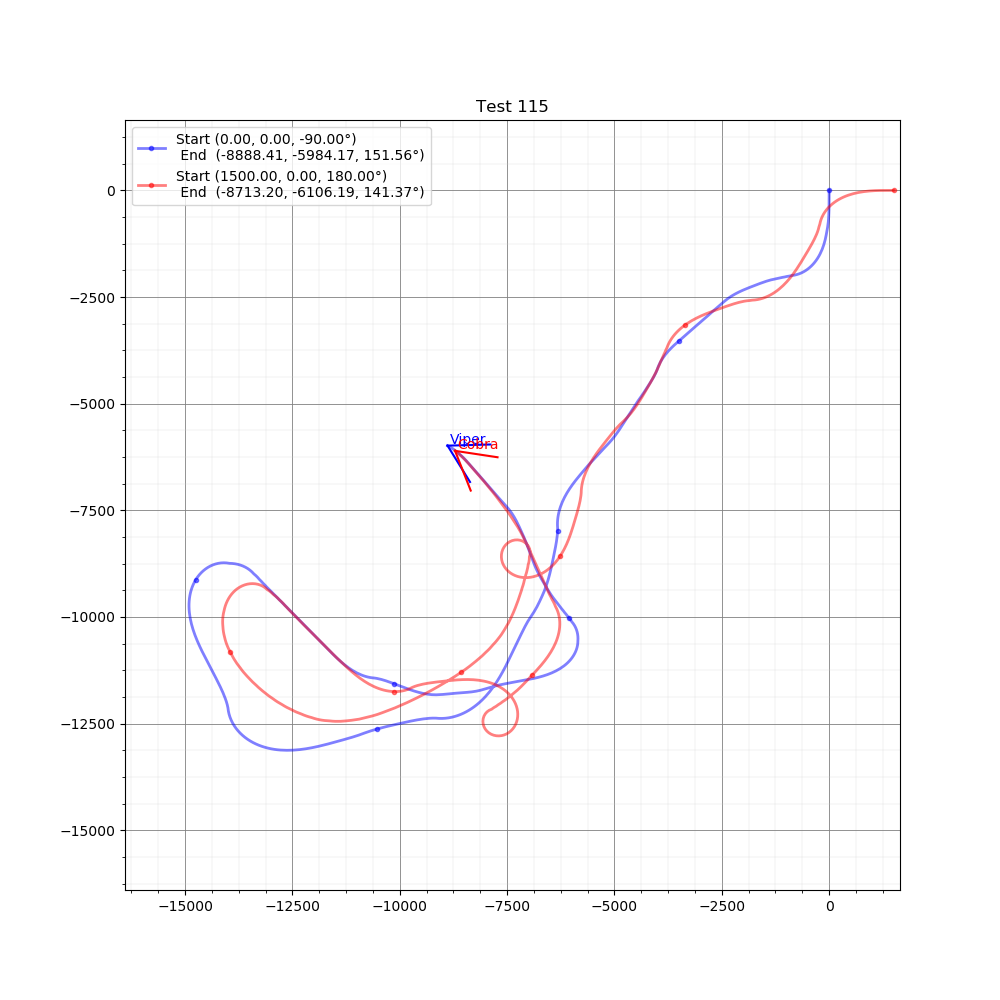 Test 115
Start (0.00, 0.00, -90.00°)
End  (-8888.41, -5984.17, 151.56°)
Start (1500.00, 0.00, 180.00°)
End  (-8713.20, -6106.19, 141.37°)
0
−2500
−5000
Viper
Cobra
−7500
−10000
−12500
−15000
−15000
−12500
−10000
−7500
−5000
−2500
0